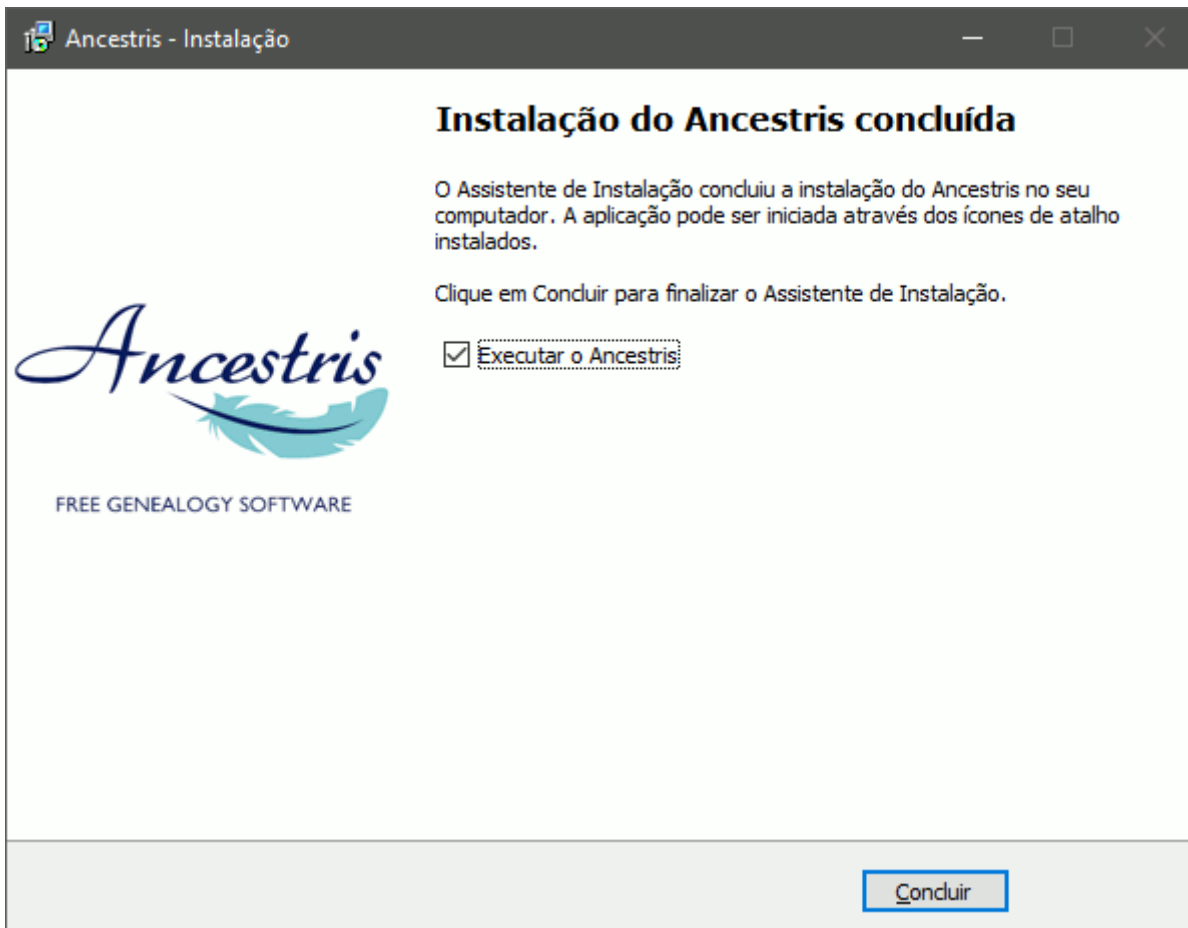 Ancestris - Instalação
Instalação do Ancestris concluída
O Assistente de Instalação concluiu a instalação do Ancestris no seu
computador. A aplicação pode ser iniciada através dos ícones de atalho
instalados.
Clique em Concluir para finalizar o Assistente de Instalação.
Executar o Ancestris
Ancestris
FREE GENEALOGY SOFTWARE
Concluir